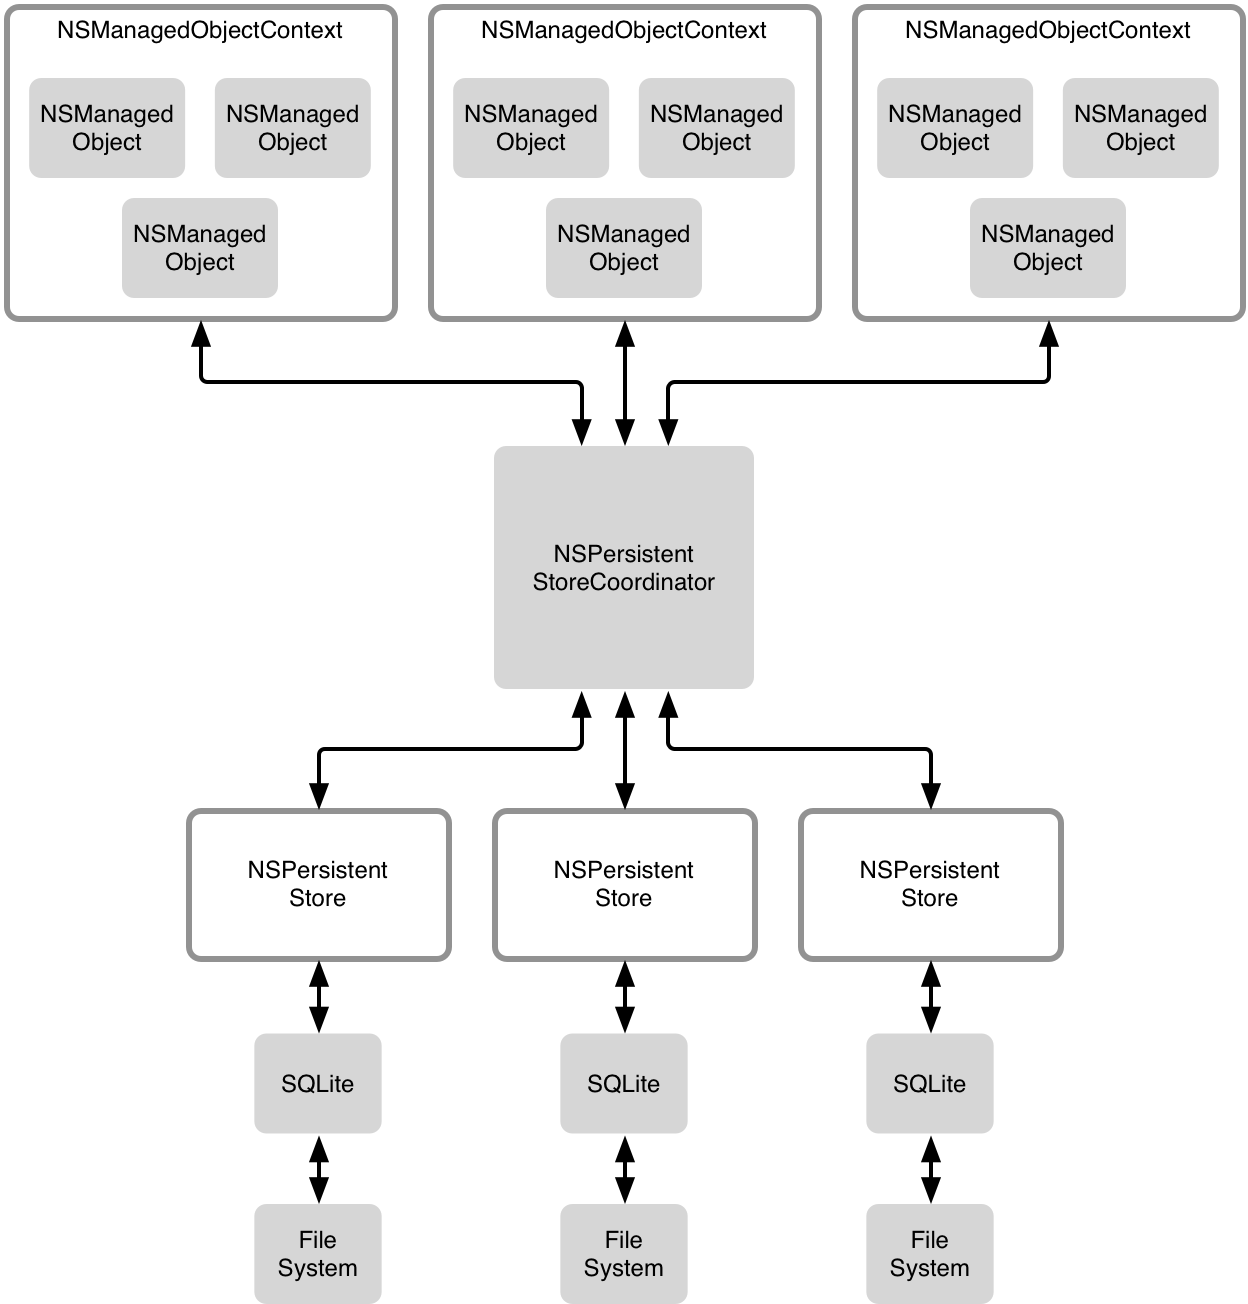 NSManagedObjectContext
NSManaged
Object
NSManaged
Object
NSManaged
Object
NSManagedObjectContext
NSManaged
Object
NSManaged
Object
NSManaged
Object
NSManagedObjectContext
NSManaged
Object
NSManaged
Object
NSManaged
Object
NSPersistent
StoreCoordinator
NSPersistent
Store
NSPersistent
Store
NSPersistent
Store
SQLite
SQLite
SQLite
File
System
File
System
File
System